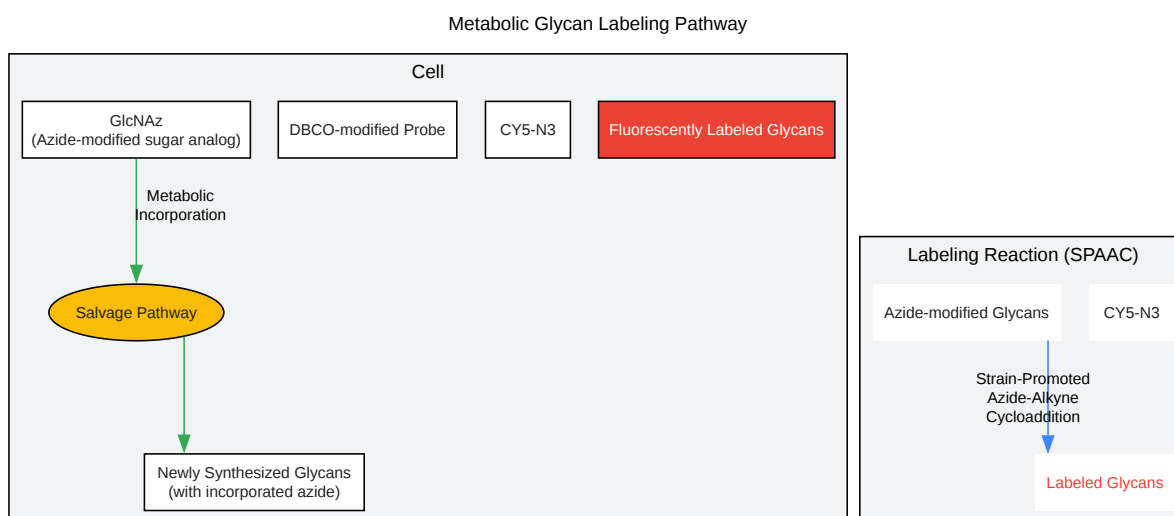 Metabolic Glycan Labeling Pathway
Cell
GlcNAz
(Azide-modified sugar analog)
DBCO-modified Probe
CY5-N3
Fluorescently Labeled Glycans
Metabolic
Incorporation
Salvage Pathway
Newly Synthesized Glycans
(with incorporated azide)
Labeling Reaction (SPAAC)
Azide-modified Glycans
CY5-N3
Strain-Promoted
Azide-Alkyne
Cycloaddition
Labeled Glycans